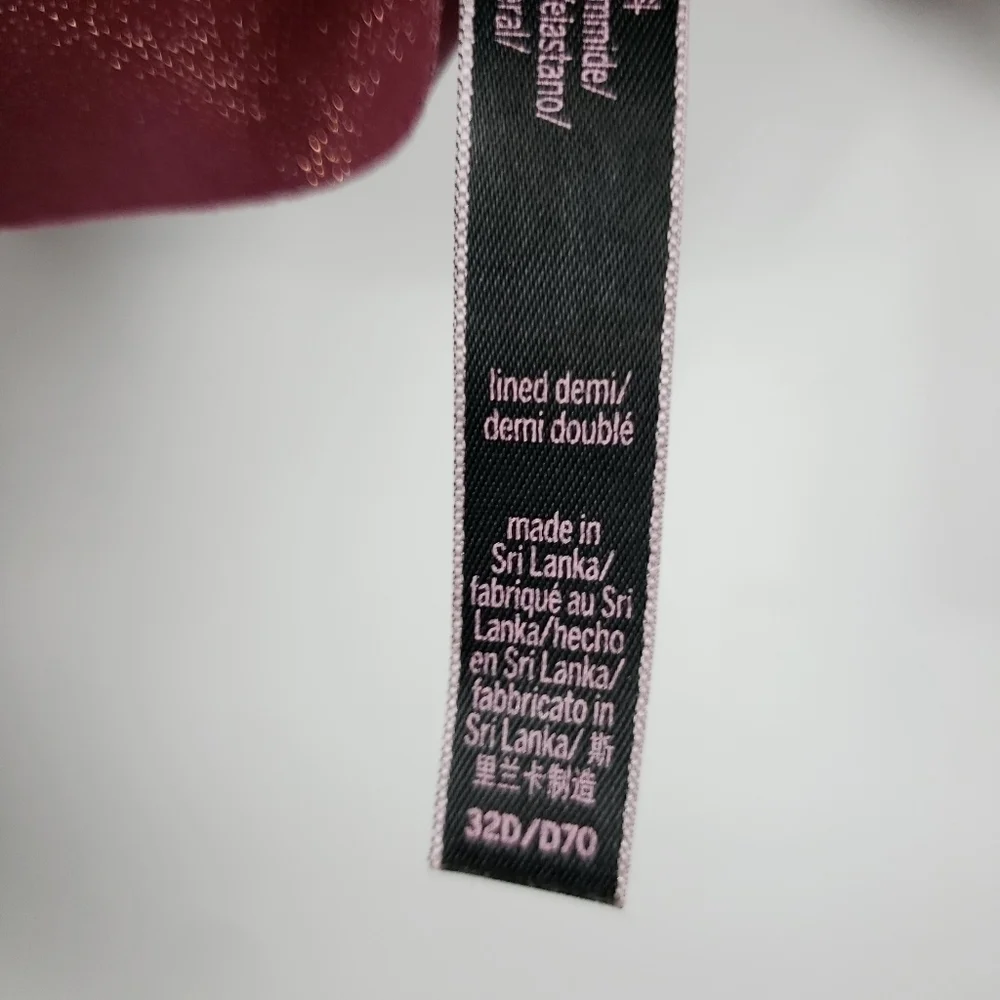 elastano/
lined demi/
demi doublé
made in
Sri Lanka/
fabriqué au Sri
Lanka/hecho
en Sri Lanka/
fabbricato in
Sri Lanka/ 斯
里兰卡制造
32D/D70